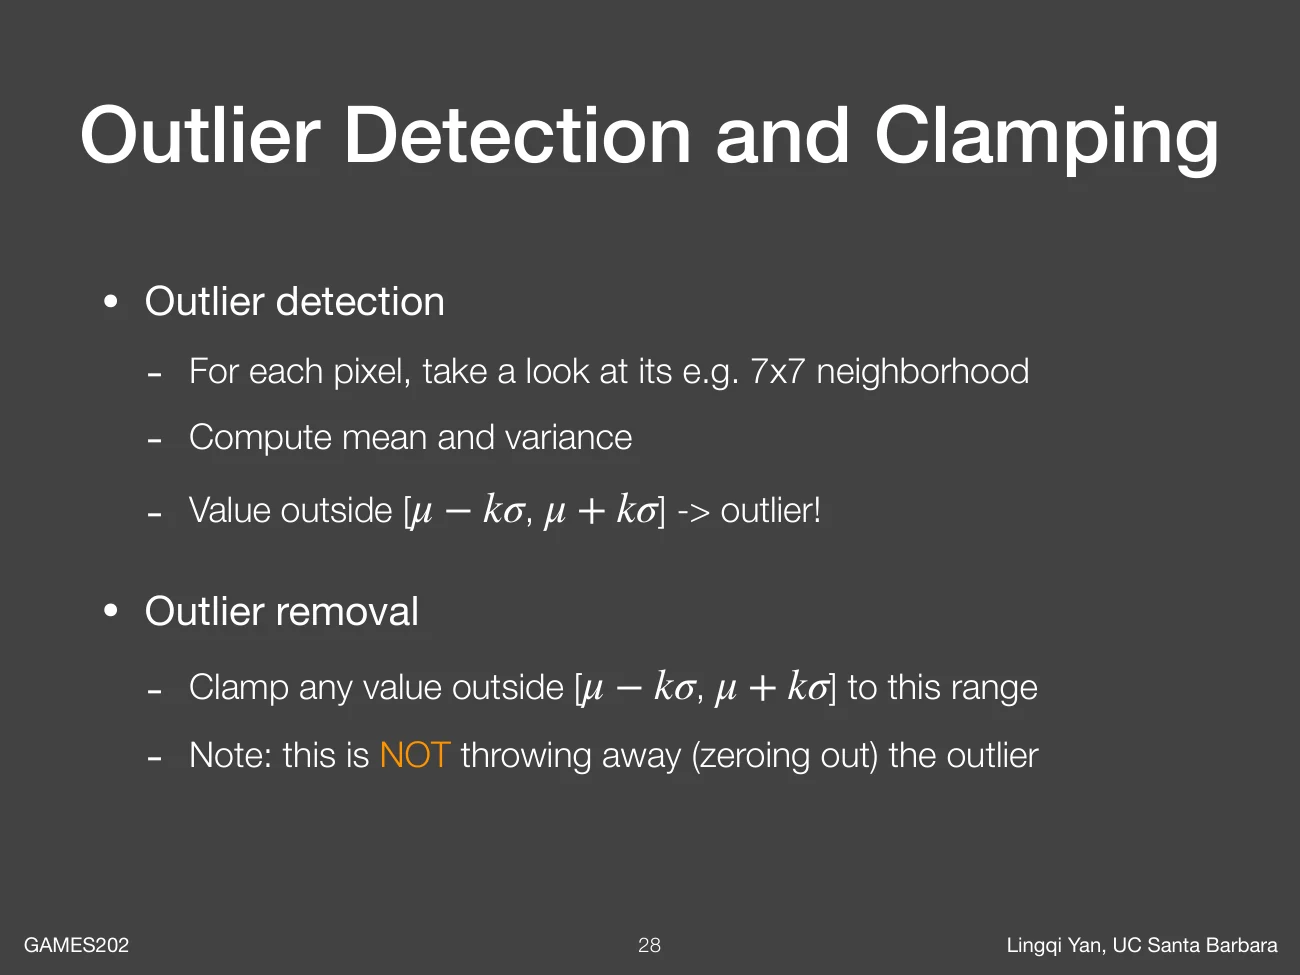 Outlier Detection and Clamping
• Outlier detection
- For each pixel, take a look at its e.g. 7x7 neighborhood
- Compute mean and variance
- Value outside [μ − kσ, μ + kσ] -> outlier!
• Outlier removal
- Clamp any value outside [μ − kσ, μ + kσ] to this range
- Note: this is NOT throwing away (zeroing out) the outlier
GAMES202
28
Lingqi Yan, UC Santa Barbara